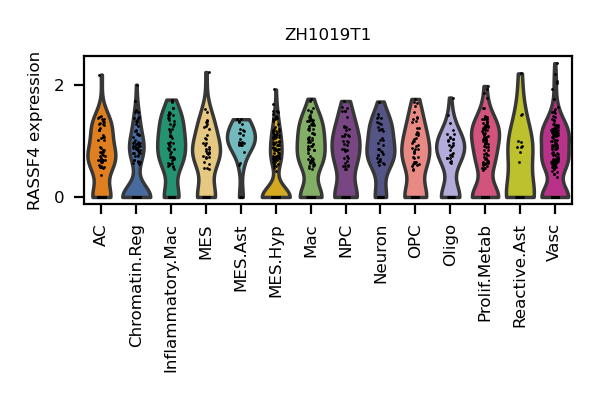 ZH1019T1
RASSF4 expression
2
0
AC
Chromatin.Reg
Inflammatory.Mac
MES
MES.Ast
MES.Hyp
Mac
NPC
Neuron
OPC
Oligo
Prolif.Metab
Reactive.Ast
Vasc